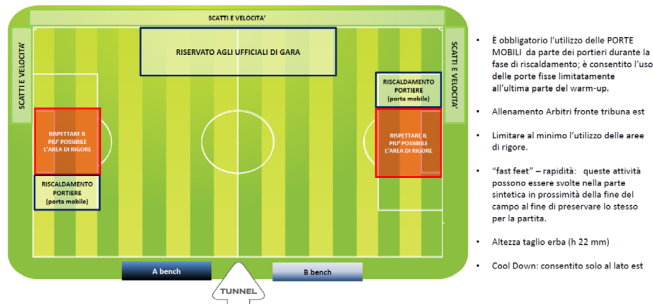 SCATTI E VELOCITA'
SCATTI E VELOCITA'
RISERVATO AGLI UFFICIALI DI GARA
SCATTI E VELOCITA'
RISCALDAMENTO
PORTIERE
(porta mobile)
RISPETTARE IL
PIU' POSSIBILE
L'AREA DI RIGORE
RISPETTARE IL
PIU' POSSIBILE
L'AREA DI RIGORE
RISCALDAMENTO
PORTIERE
(porta mobile)
A bench
B bench
TUNNEL
• È obbligatorio l'utilizzo delle PORTE
MOBILI da parte dei portieri durante la
fase di riscaldamento; è consentito l'uso
delle porte fisse limitatamente
all'ultima parte del warm-up.
• Allenamento Arbitri fronte tribuna est
• Limitare al minimo l'utilizzo delle aree
di rigore.
• "fast feet" – rapidità: queste attività
possono essere svolte nella parte
sintetica in prossimità della fine del
campo al fine di preservare lo stesso
per la partita.
• Altezza taglio erba (h 22 mm)
• Cool Down: consentito solo al lato est